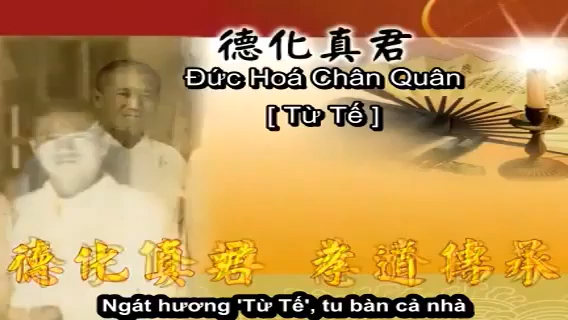 德化真君
Đức Hoá Chân Quân
[ Từ Tế ]
德化真君 孝道傳承
Ngát hương 'Từ Tế', tu bàn cả nhà